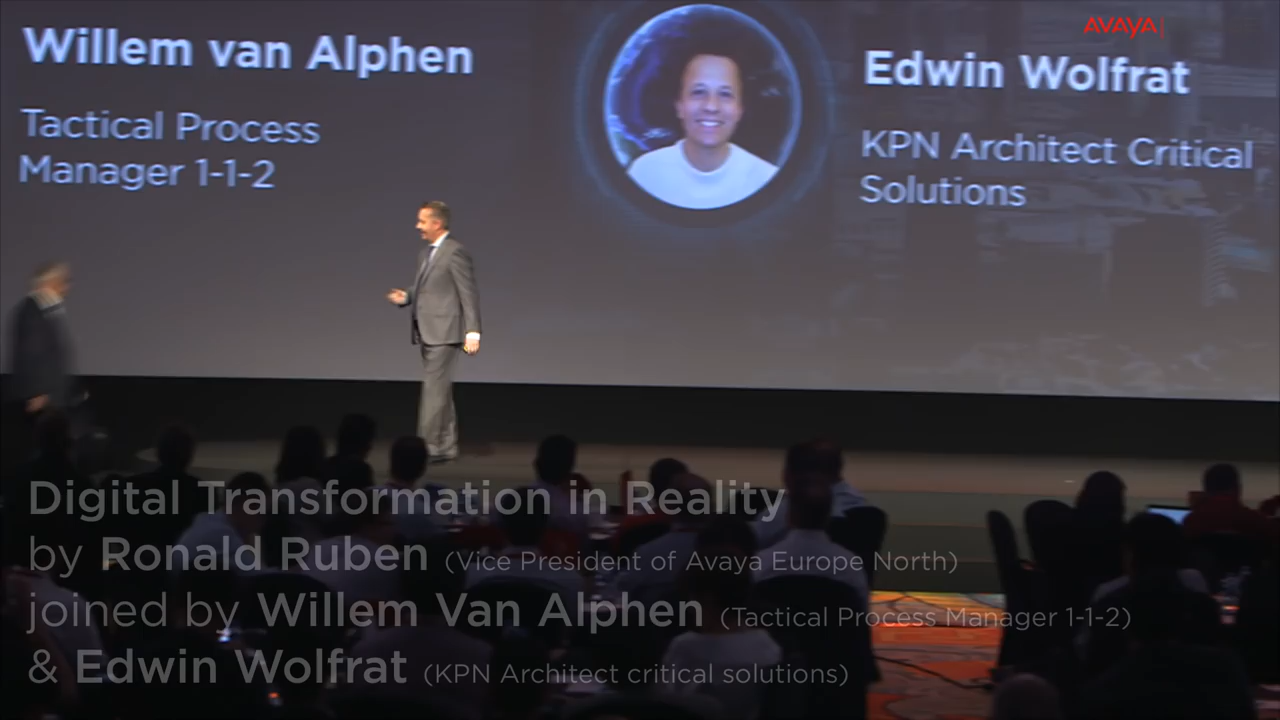 AVAYA
Willem van Alphen
Tactical Process
Manager 1-1-2
Edwin Wolfrat
KPN Architect Critical
Solutions
Digital Transformation in Reality
by Ronald Ruben (Vice President of Avaya Europe North)
joined by Willem Van Alphen (Tactical Process Manager 1-1-2)
& Edwin Wolfrat (KPN Architect critical solutions)